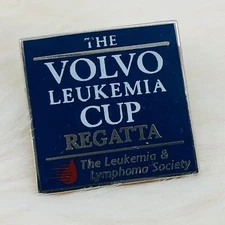 THE
VOLVO
LEUKEMIA
CUP
REGATTA
The Leukemia &
Lymphoma Society